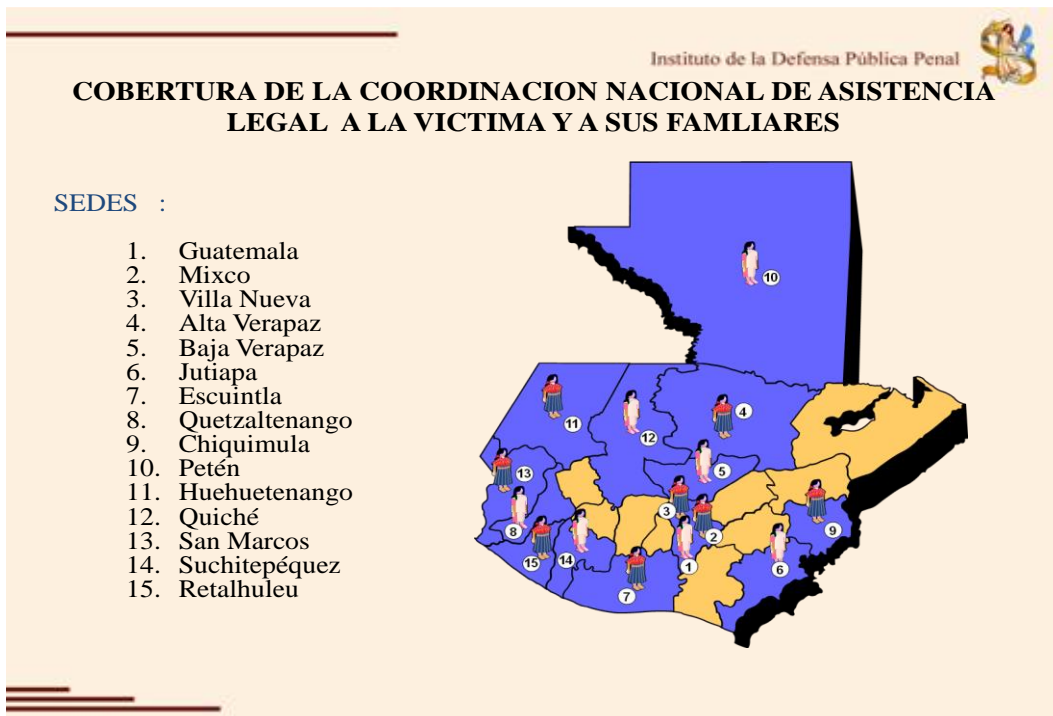 Instituto de la Defensa Pública Penal
COBERTURA DE LA COORDINACION NACIONAL DE ASISTENCIA
LEGAL A LA VICTIMA Y A SUS FAMLIARES
SEDES :
1. Guatemala
2. Mixco
3. Villa Nueva
4. Alta Verapaz
5. Baja Verapaz
6. Jutiapa
7. Escuintla
8. Quetzaltenango
9. Chiquimula
10. Petén
11. Huehuetenango
12. Quiché
13. San Marcos
14. Suchitepéquez
15. Retalhuleu
10
4
11
12
5
13
3
8
2
9
15
14
1
6
7